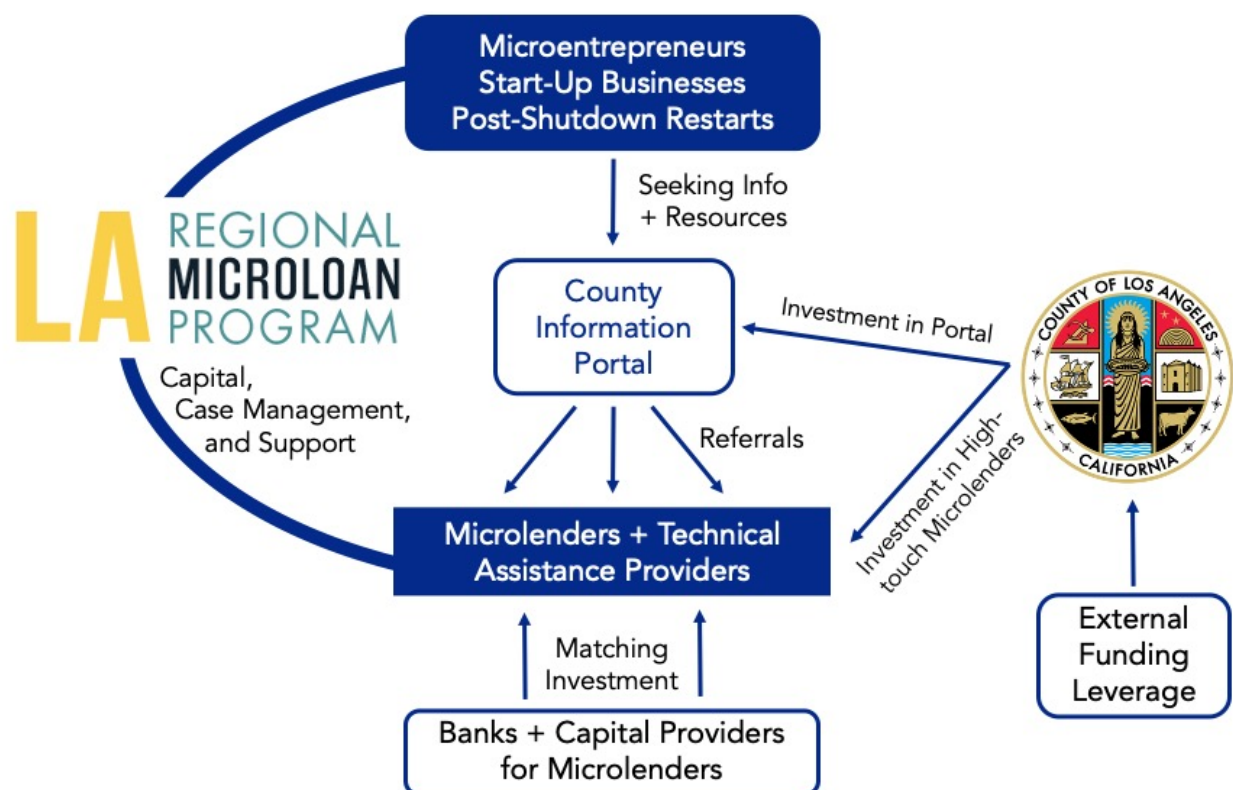 Microentrepreneurs
Start-Up Businesses
Post-Shutdown Restarts
Seeking Info
+ Resources
LA
REGIONAL
MICROLOAN
PROGRAM
County
Information
Portal
Investment in Portal
COUNTY OF LOS ANGELES
CALIFORNIA
Capital,
Case Management,
and Support
Referrals
Investment in High-
touch Microlenders
Microlenders + Technical
Assistance Providers
Matching
Investment
External
Funding
Leverage
Banks + Capital Providers
for Microlenders